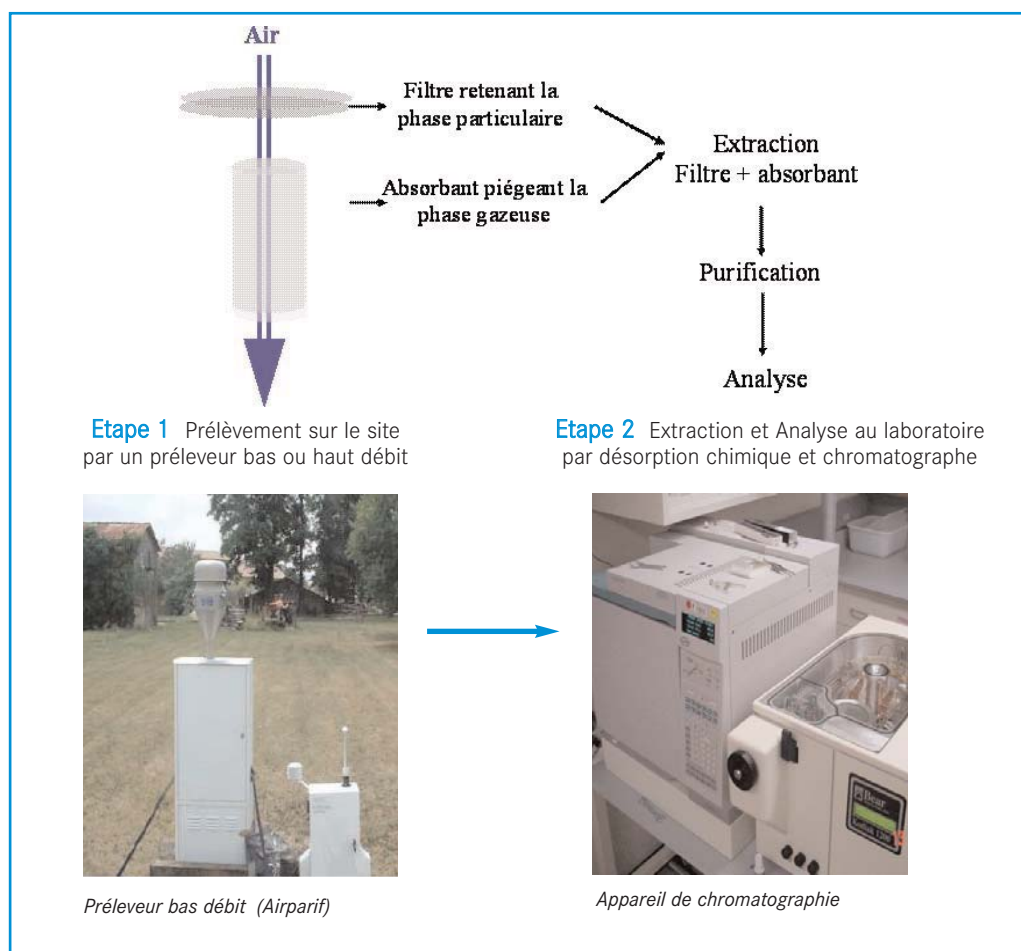 Air
Filtre retenant la
phase particulaire
Absorbant piégeant la
phase gazeuse
Extraction
Filtre + absorbant
Purification
Analyse
Etape 1 Prélèvement sur le site
par un préleveur bas ou haut débit
Etape 2 Extraction et Analyse au laboratoire
par désorption chimique et chromatographe
Bear
Préleveur bas débit (Airparif)
Appareil de chromatographie